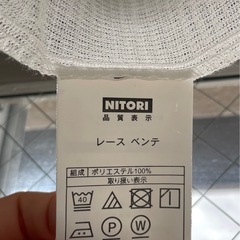 NITORI
品質表示
レース ベンテ
組成 ポリエステル100%
取り扱い表示
40
P W